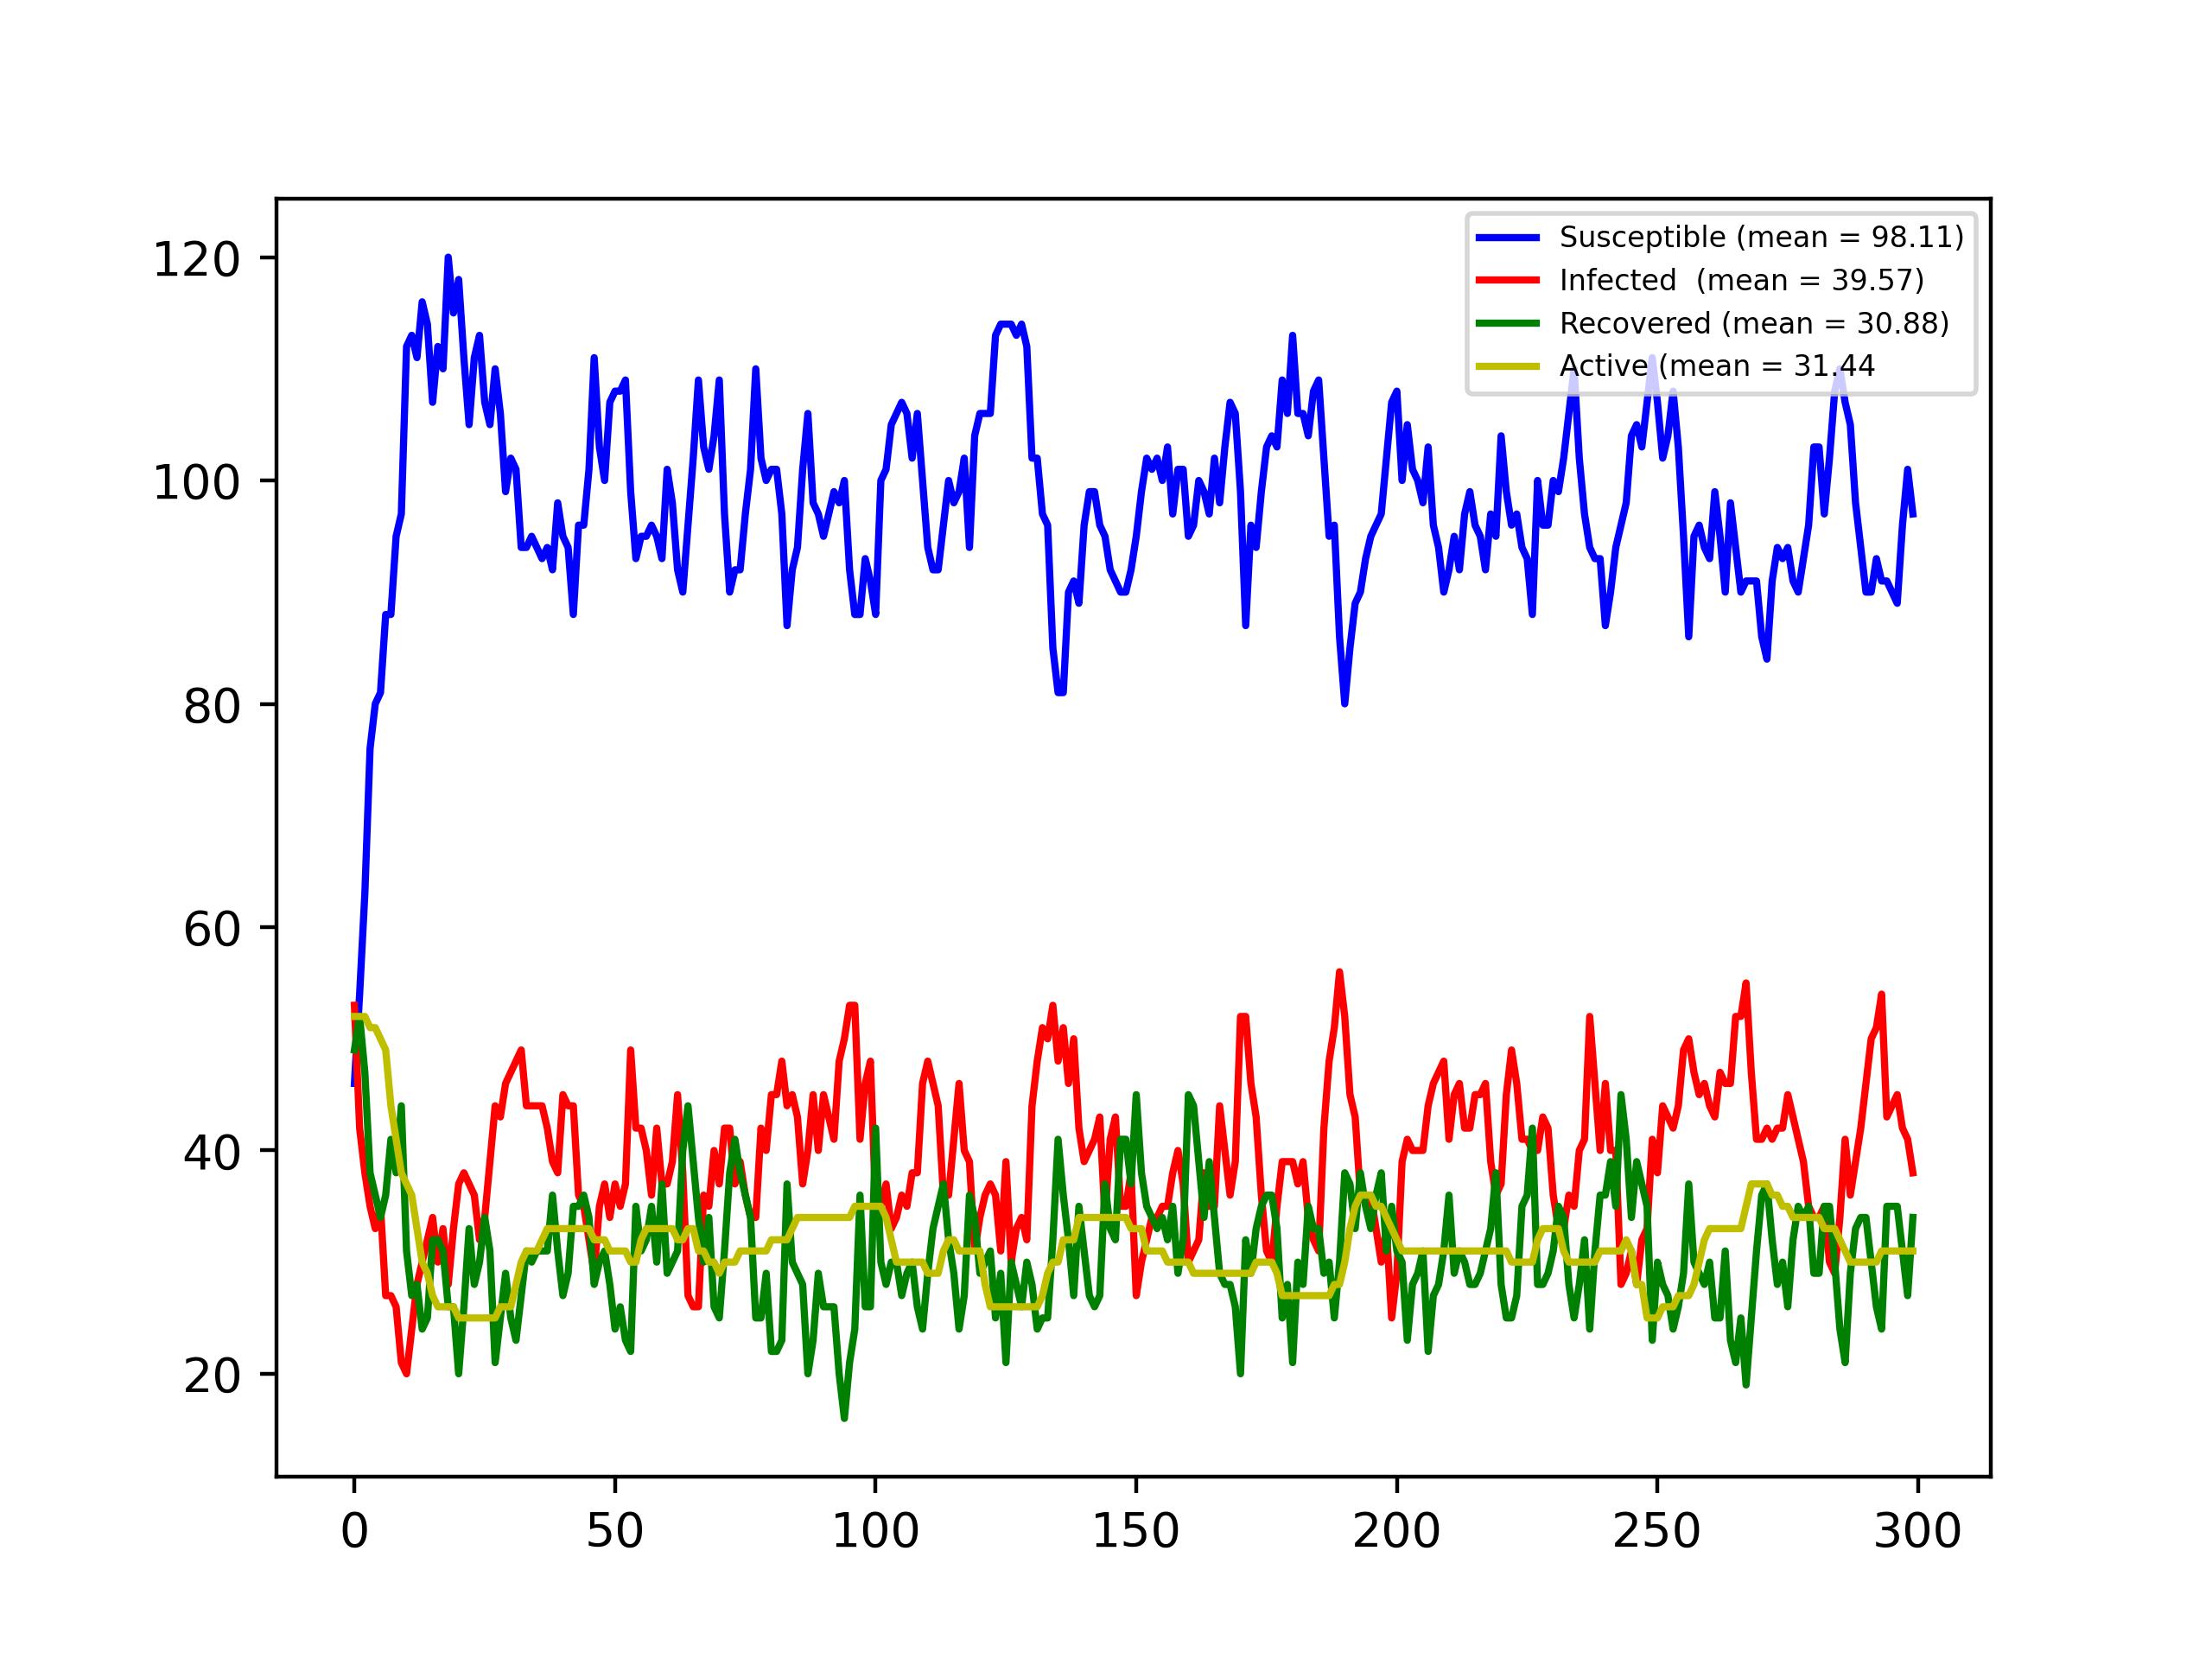 Susceptible (mean = 98.11)
Infected  (mean = 39.57)
Recovered (mean = 30.88)
Active (mean = 31.44
120
100
80
60
40
20
0 50 100 150 200 250 300